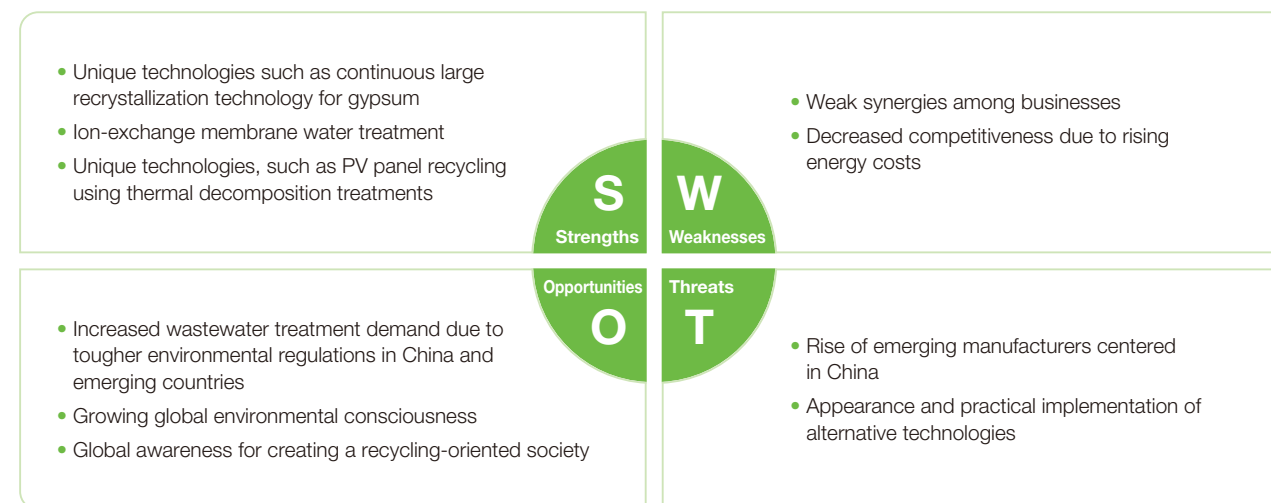 • Unique technologies such as continuous large
recrystallization technology for gypsum
• Ion-exchange membrane water treatment
• Unique technologies, such as PV panel recycling
using thermal decomposition treatments
S
Strengths
W
Weaknesses
• Weak synergies among businesses
• Decreased competitiveness due to rising
energy costs
Opportunities
O
• Increased wastewater treatment demand due to
tougher environmental regulations in China and
emerging countries
• Growing global environmental consciousness
• Global awareness for creating a recycling-oriented society
Threats
T
• Rise of emerging manufacturers centered
in China
• Appearance and practical implementation of
alternative technologies